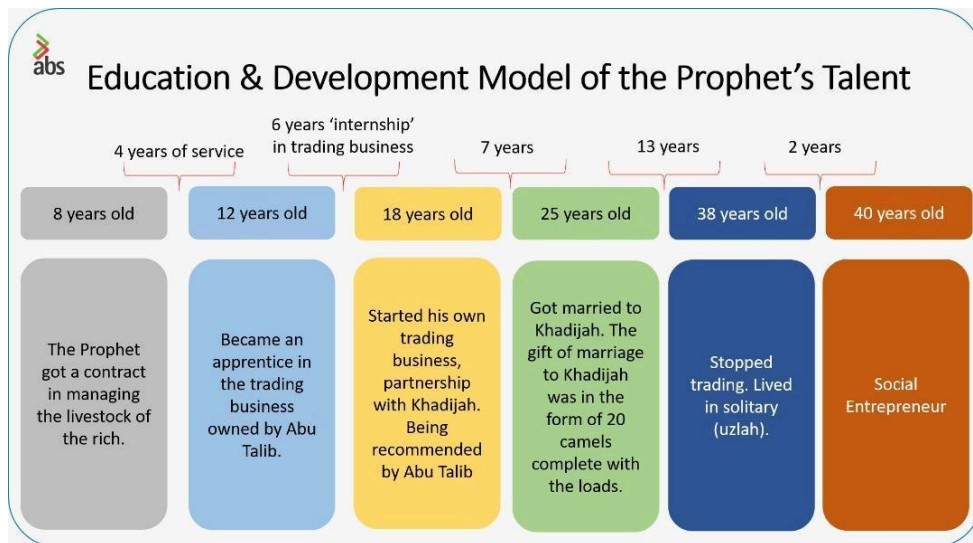 abs
Education & Development Model of the Prophet’s Talent
4 years of service
6 years ‘internship’
in trading business
7 years
13 years
2 years
8 years old
12 years old
18 years old
25 years old
38 years old
40 years old
The Prophet
got a contract
in managing
the livestock of
the rich.
Became an
apprentice in
the trading
business
owned by Abu
Talib.
Started his own
trading
business,
partnership
with Khadijah.
Being
recommended
by Abu Talib
Got married to
Khadijah. The
gift of marriage
to Khadijah
was in the
form of 20
camels
complete with
the loads.
Stopped
trading. Lived
in solitary
(uzlah).
Social
Entrepreneur